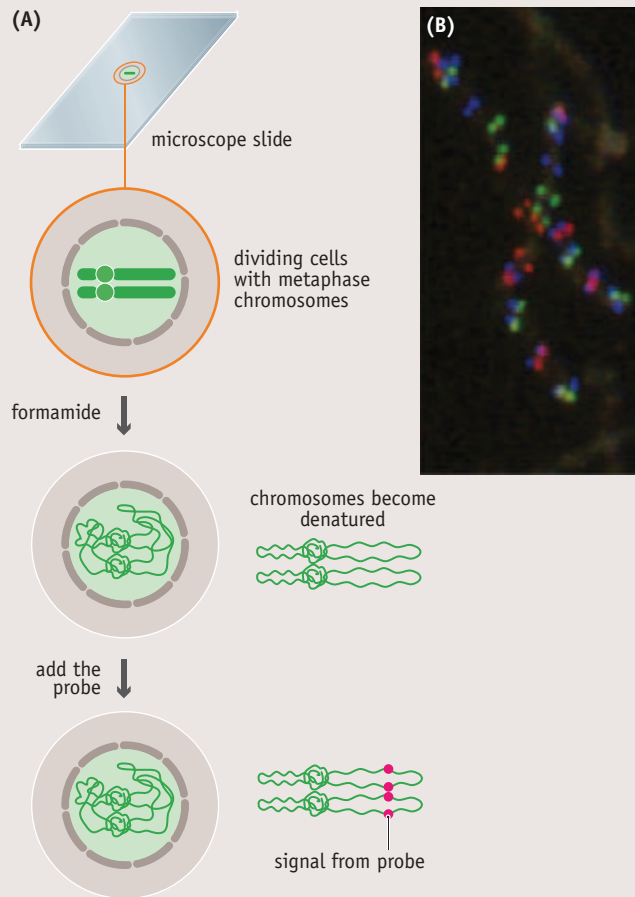 (A)
(B)
microscope slide
dividing cells
with metaphase
chromosomes
formamide
chromosomes become
denatured
add the
probe
signal from probe